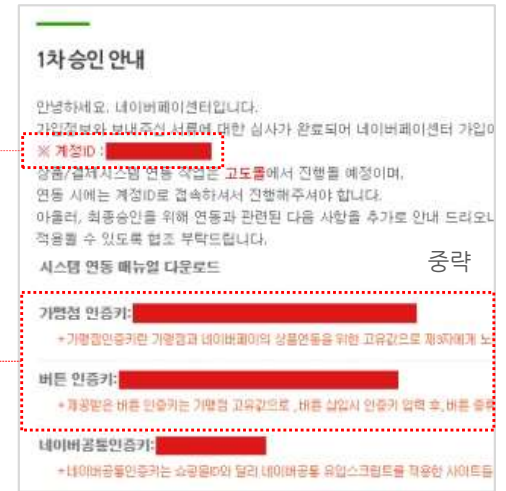 1차 승인 안내
안녕하세요. 네이버페이센터입니다.
가입정보와 보내주신 서류에 대한 심사가 완료되어 네이버페이센터 가입이
※ 계정ID :
상품/결제시스템 연동 작업은 고도몰에서 진행될 예정이며,
연동 시에는 계정ID로 접속하셔서 진행해주셔야 합니다.
아울러, 최종승인을 위해 연동과 관련된 다음 사항을 추가로 안내 드리오니
적용될 수 있도록 협조 부탁드립니다.
시스템 연동 매뉴얼 다운로드
중략
가맹점 인증키:
+가맹점인증키란 가맹점과 네이버페이의 상품연동을 위한 고유값으로 제3자에게 노
버튼 인증키:
+제공받은 버튼 인증키는 가맹점 고유값으로 , 버튼 삽입시 인증키 입력 후, 버튼 종류
네이버공통인증키:
+네이버공통인증키는 쇼핑몰ID와 달리 네이버공통 유입스크립트를 적용한 사이트들